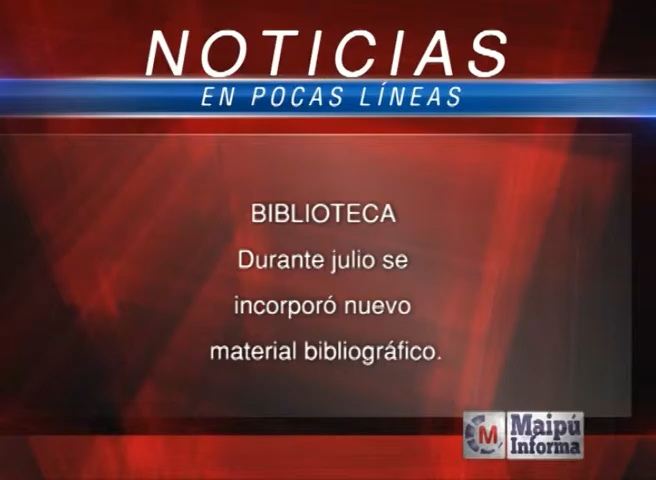 NOTICIAS
EN POCAS LÍNEAS
BIBLIOTECA
Durante julio se
incorporó nuevo
material bibliográfico.
M
Maipú
Informa